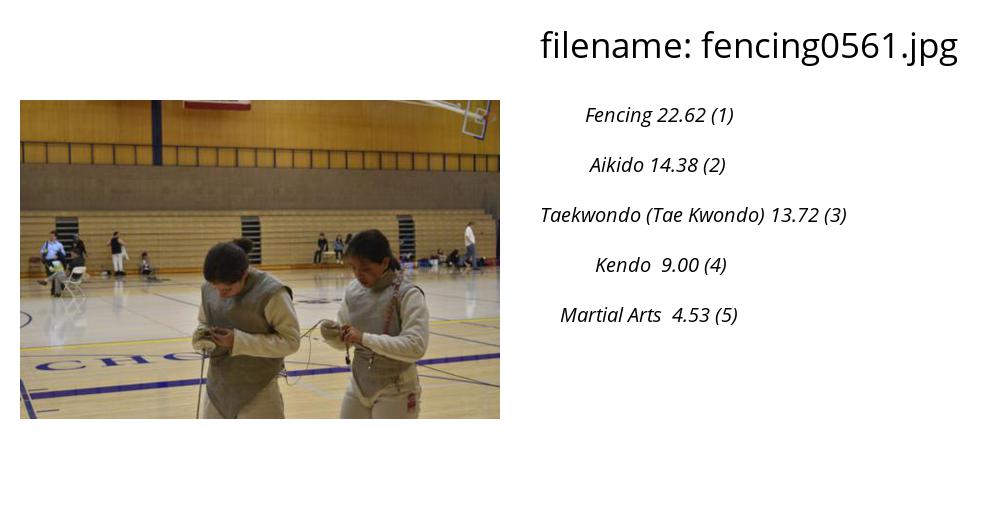 filename: fencing0561.jpg
Fencing 22.62 (1)
Aikido 14.38 (2)
Taekwondo (Tae Kwondo) 13.72 (3)
Kendo 9.00 (4)
Martial Arts 4.53 (5)
CHO